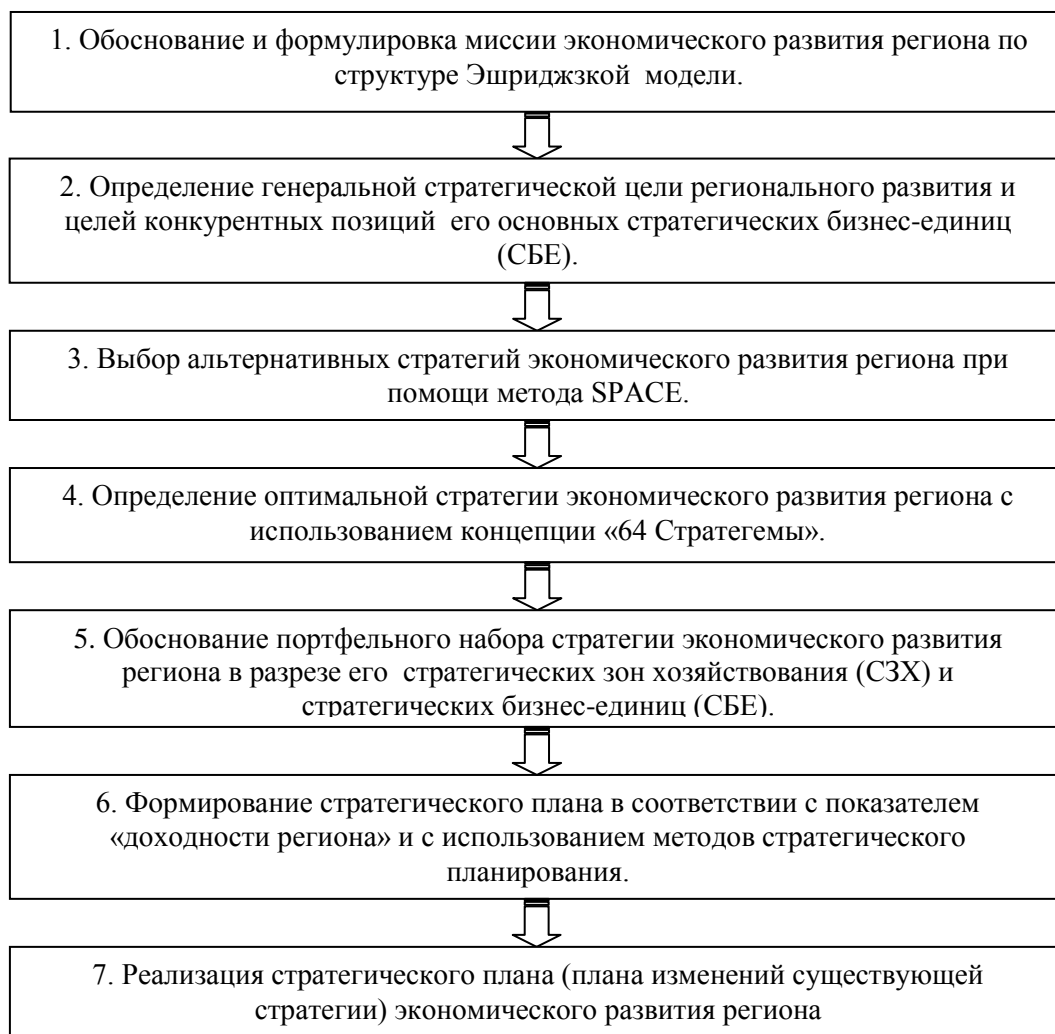 1. Обоснование и формулировка миссии экономического развития региона по
структуре Эшриджзкой модели.
2. Определение генеральной стратегической цели регионального развития и
целей конкурентных позиций его основных стратегических бизнес-единиц
(СБЕ).
3. Выбор альтернативных стратегий экономического развития региона при
помощи метода SPACE.
4. Определение оптимальной стратегии экономического развития региона с
использованием концепции «64 Стратегемы».
5. Обоснование портфельного набора стратегии экономического развития
региона в разрезе его стратегических зон хозяйствования (СЗХ) и
стратегических бизнес-единиц (СБЕ).
6. Формирование стратегического плана в соответствии с показателем
«доходности региона» и с использованием методов стратегического
планирования.
7. Реализация стратегического плана (плана изменений существующей
стратегии) экономического развития региона